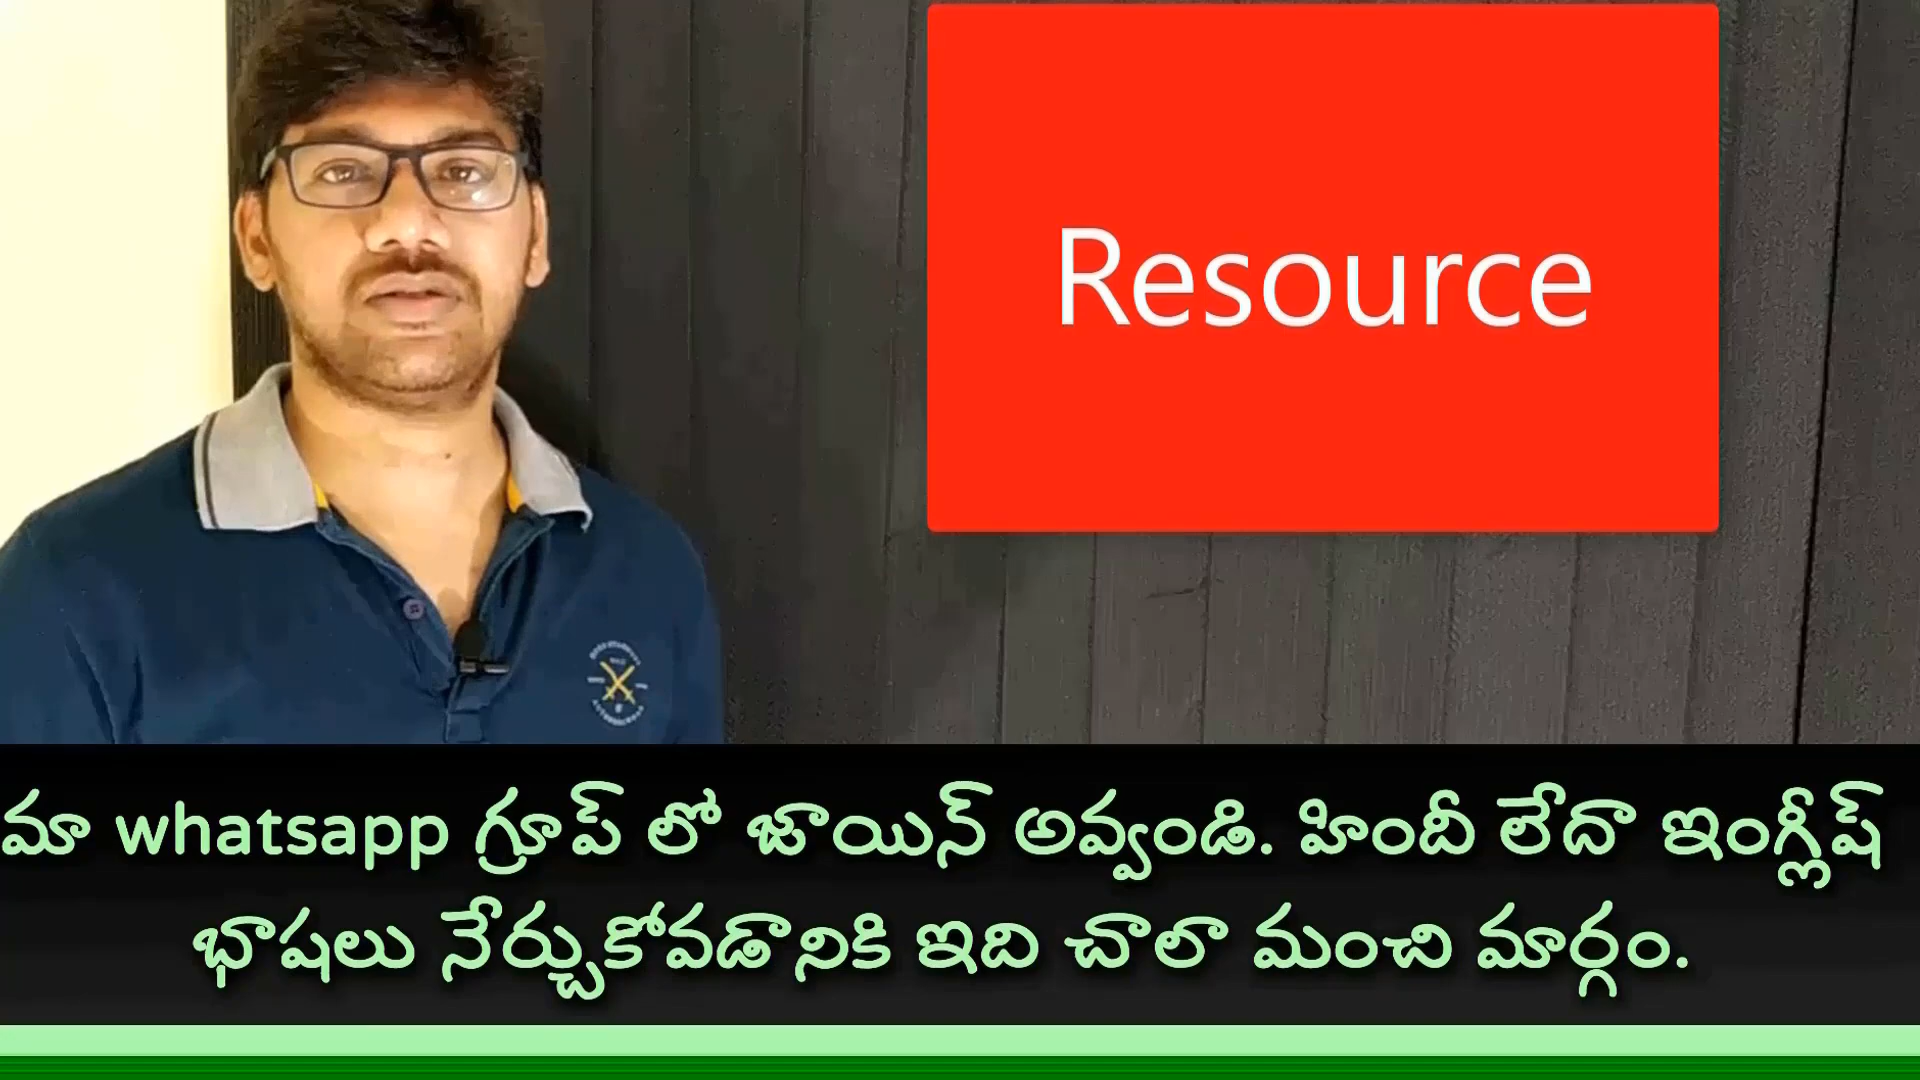 Resource
మా whatsapp గ్రూప్ లో జాయిన్ అవ్వండి. హిందీ లేదా ఇంగ్లీష్
భాషలు నేర్చుకోవడానికి ఇది చాలా మంచి మార్గం.